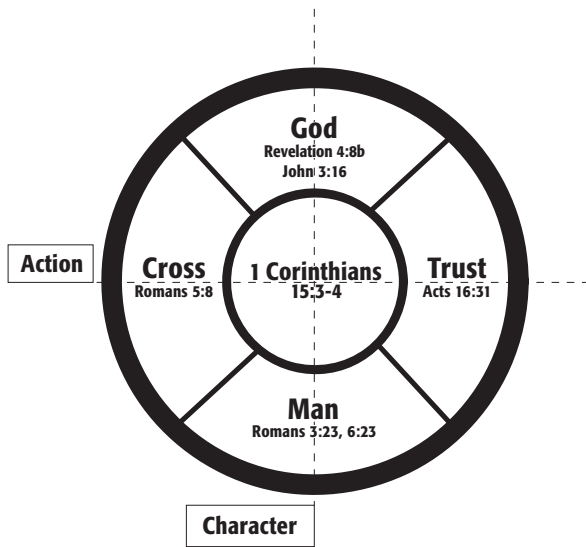 God
Revelation 4:8b
John 3:16
Action
Cross
Romans 5:8
1 Corinthians
15:3-4
Trust
Acts 16:31
Man
Romans 3:23, 6:23
Character